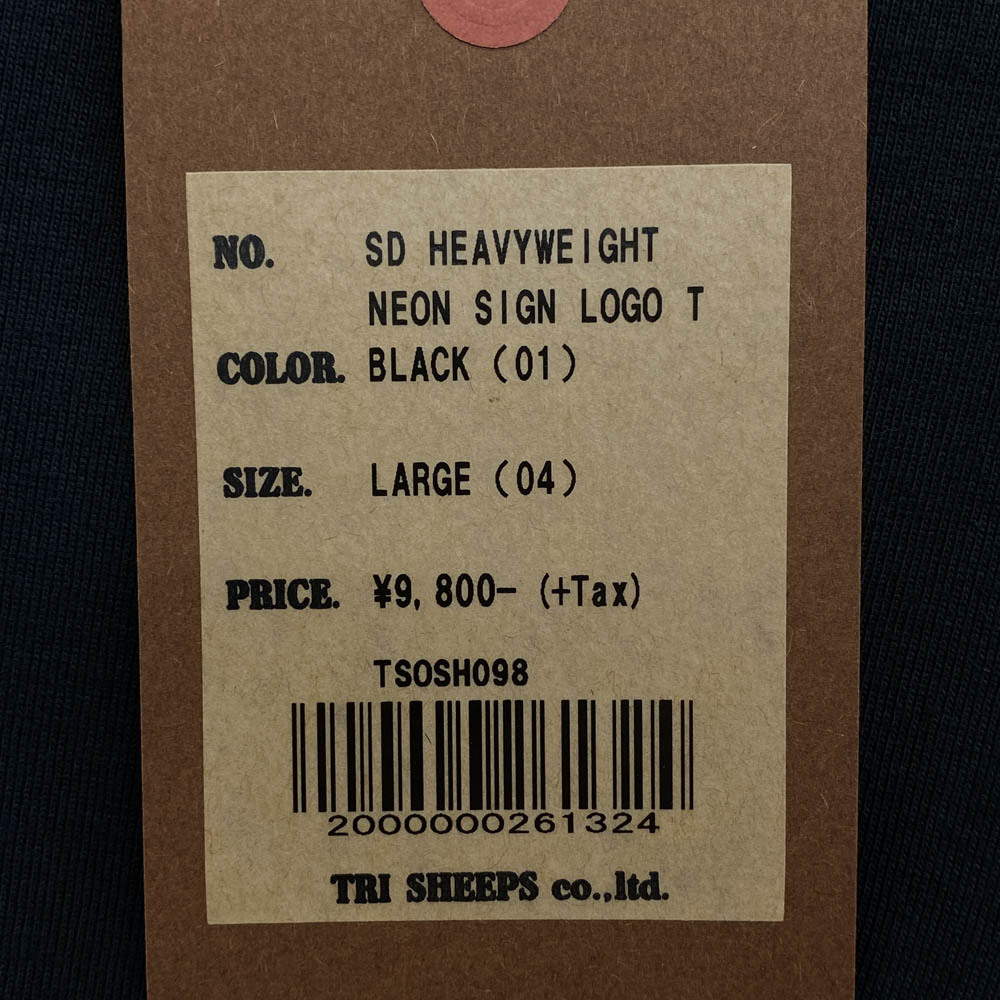 NO. SD HEAVYWEIGHT
NEON SIGN LOGO T
COLOR. BLACK (01)
SIZE. LARGE (04)
PRICE. ¥9,800- (+Tax)
TSOSH098
2000000261324
TRI SHEEPS co.,ltd.